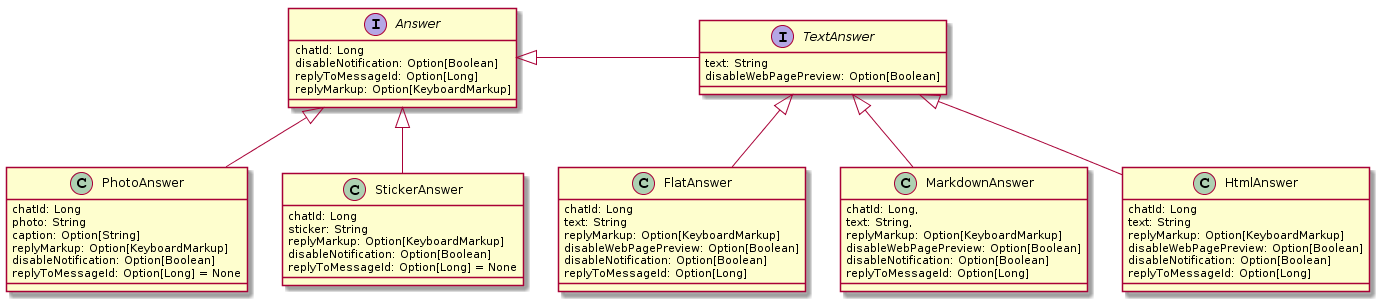 I Answer
chatId: Long
disableNotification: Option[Boolean]
replyToMessageId: Option[Long]
replyMarkup: Option[KeyboardMarkup]
I TextAnswer
text: String
disableWebPagePreview: Option[Boolean]
C PhotoAnswer
chatId: Long
photo: String
caption: Option[String]
replyMarkup: Option[KeyboardMarkup]
disableNotification: Option[Boolean]
replyToMessageId: Option[Long] = None
C StickerAnswer
chatId: Long
sticker: String
replyMarkup: Option[KeyboardMarkup]
disableNotification: Option[Boolean]
replyToMessageId: Option[Long] = None
C FlatAnswer
chatId: Long
text: String
replyMarkup: Option[KeyboardMarkup]
disableWebPagePreview: Option[Boolean]
disableNotification: Option[Boolean]
replyToMessageId: Option[Long]
C MarkdownAnswer
chatId: Long,
text: String,
replyMarkup: Option[KeyboardMarkup]
disableWebPagePreview: Option[Boolean]
disableNotification: Option[Boolean]
replyToMessageId: Option[Long]
C HtmlAnswer
chatId: Long
text: String
replyMarkup: Option[KeyboardMarkup]
disableWebPagePreview: Option[Boolean]
disableNotification: Option[Boolean]
replyToMessageId: Option[Long]